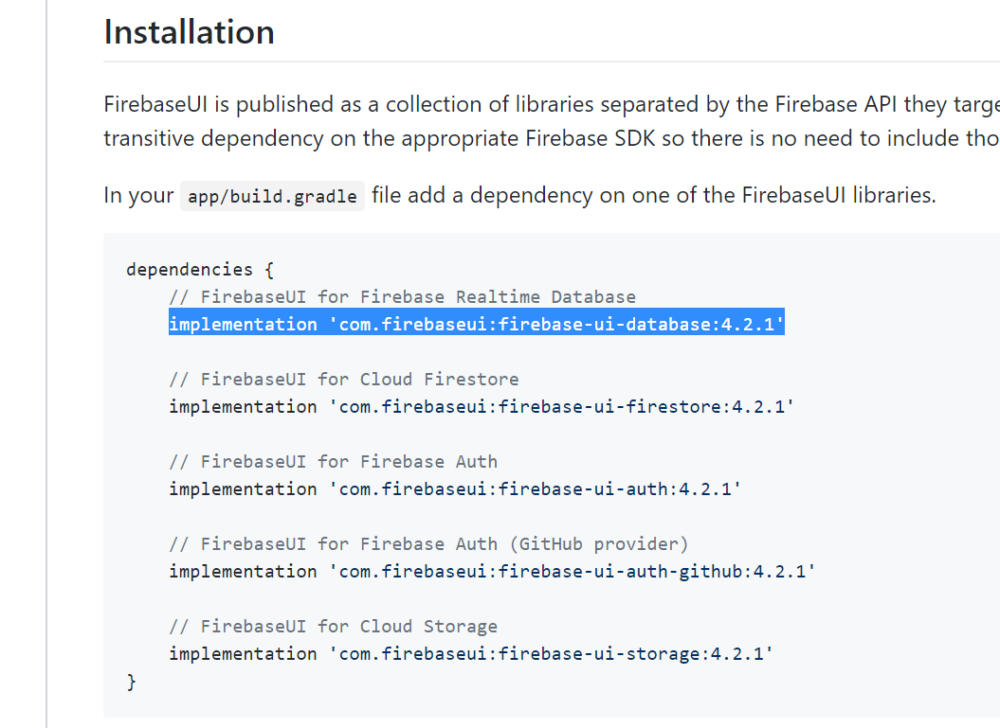 Installation
FirebaseUI is published as a collection of libraries separated by the Firebase API they
transitive dependency on the appropriate Firebase SDK so there is no need to include
In your app/build.gradle file add a dependency on one of the FirebaseUI libraries.
dependencies {
// FirebaseUI for Firebase Realtime Database
implementation 'com.firebaseui:firebase-ui-database:4.2.1'
// FirebaseUI for Cloud Firestore
implementation 'com.firebaseui:firebase-ui-firestore:4.2.1'
// FirebaseUI for Firebase Auth
implementation 'com.firebaseui:firebase-ui-auth:4.2.1'
// FirebaseUI for Firebase Auth (GitHub provider)
implementation 'com.firebaseui:firebase-ui-auth-github:4.2.1'
// FirebaseUI for Cloud Storage
implementation 'com.firebaseui:firebase-ui-storage:4.2.1'
}